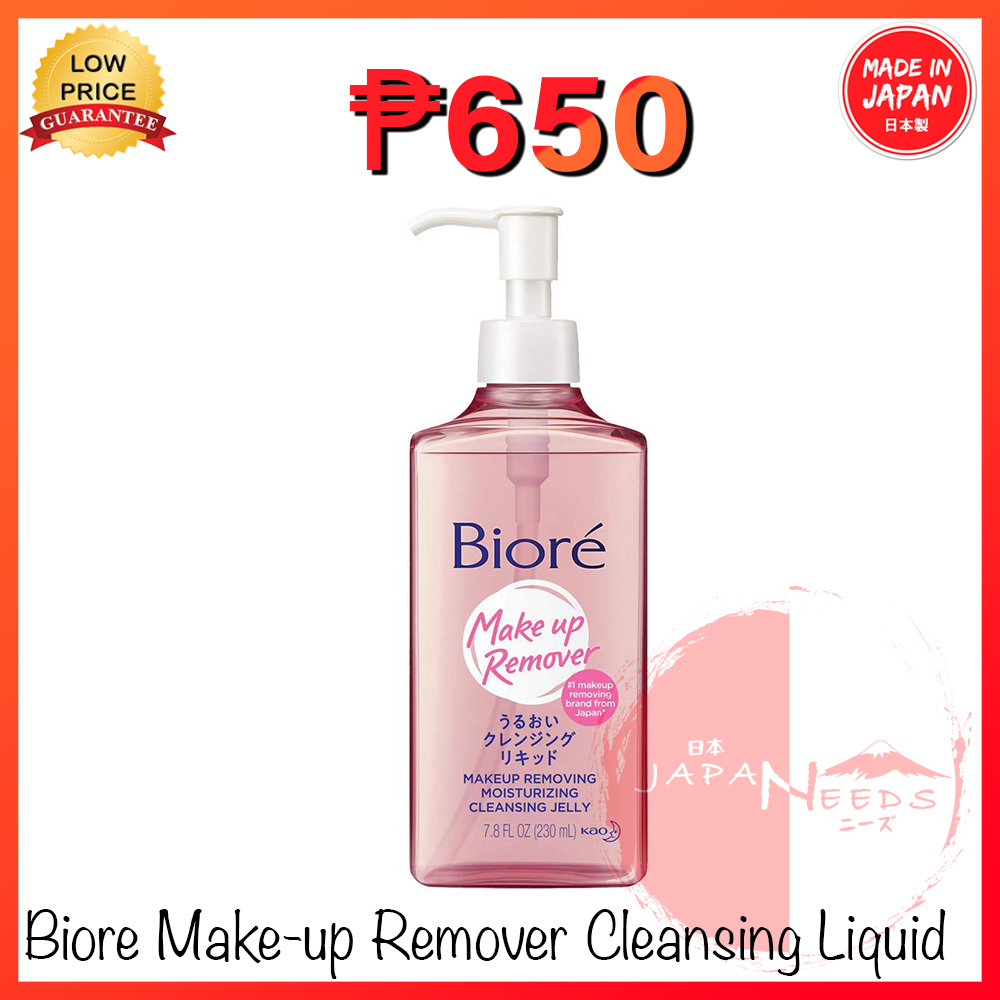 LOW
PRICE
GUARANTEE
₱650
MADE IN
JAPAN
日本製
Bioré
Make up
Remover
#1 makeup
removing
brand from
Japan*
うるおい
クレンジング
リキッド
MAKEUP REMOVING
MOISTURIZING
CLEANSING JELLY
7.8 FL OZ (230 mL) Kao
日本
JAPANEEDS
ニーズ
Biore Make-up Remover Cleansing Liquid